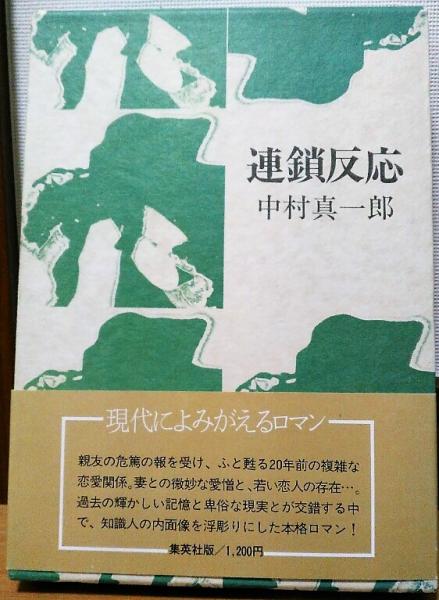 連鎖反応
中村真一郎
現代によみがえるロマン
親友の危篤の報を受け、ふと甦る20年前の複雑な
恋愛関係。妻との微妙な愛憎と、若い恋人の存在…。
過去の輝かしい記憶と卑俗な現実とが交錯する中
で、知識人の内面像を浮彫りにした本格ロマン!
集英社版/1,200円